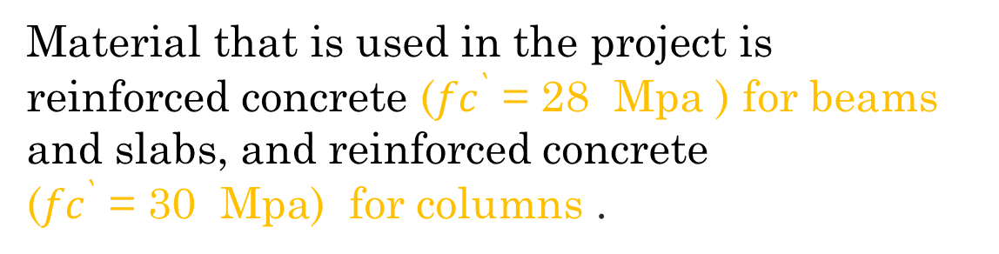 Material that is used in the project is
reinforced concrete (fc` = 28 Mpa ) for beams
and slabs, and reinforced concrete
(fc` = 30 Mpa) for columns .